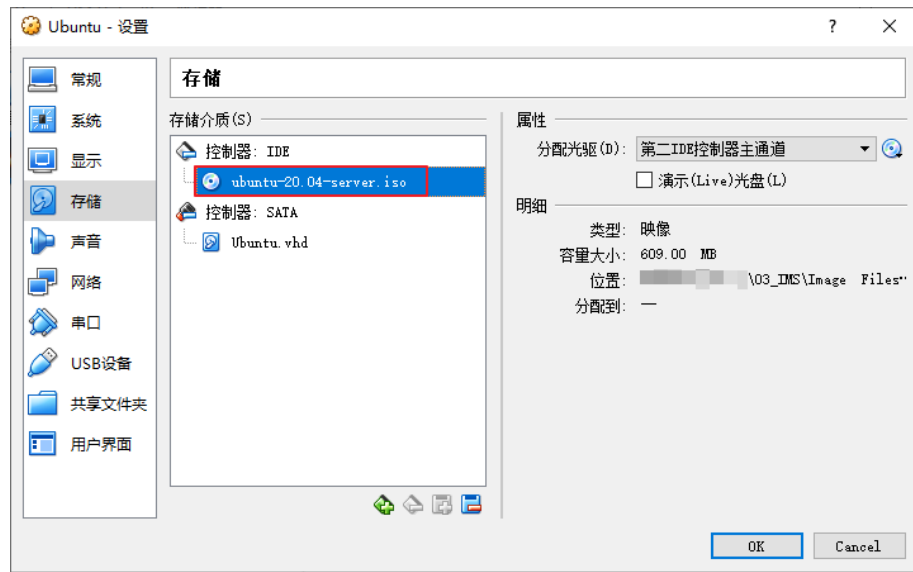 Ubuntu - 设置
?
常规
系统
显示
存储
声音
网络
串口
USB设备
共享文件夹
用户界面
存储
存储介质(S)
控制器: IDE
ubuntu-20.04-server.iso
控制器: SATA
Ubuntu.vhd
属性
分配光驱(D): 第二IDE控制器主通道
演示(Live)光盘(L)
明细
类型: 映像
容量大小: 609.00 MB
位置: \03_IMS\Image Files…
分配到: —
OK
Cancel